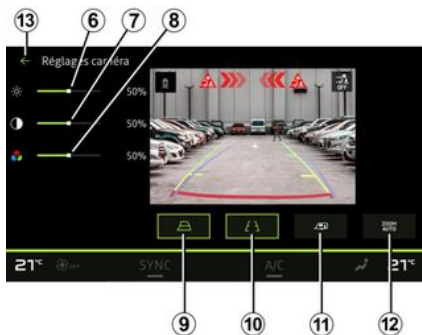 13 6 7 8
← Réglages caméra
OFF
50%
50%
50%
ZOOM
AUTO
21°C OFF SYNC A/C 21°C
9 10 11 12